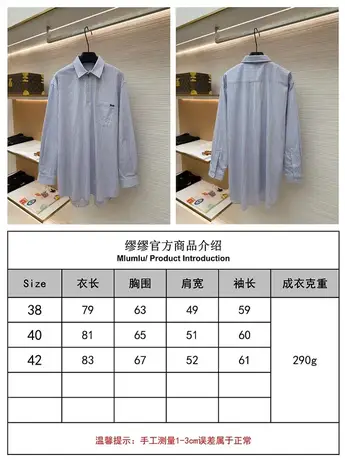 缪缪官方商品介绍
Miumiu/ Product Introduction
Size 衣长 胸围 肩宽 袖长 成衣克重
38 79 63 49 59
40 81 65 51 60 290g
42 83 67 52 61
温馨提示: 手工测量1-3cm误差属于正常